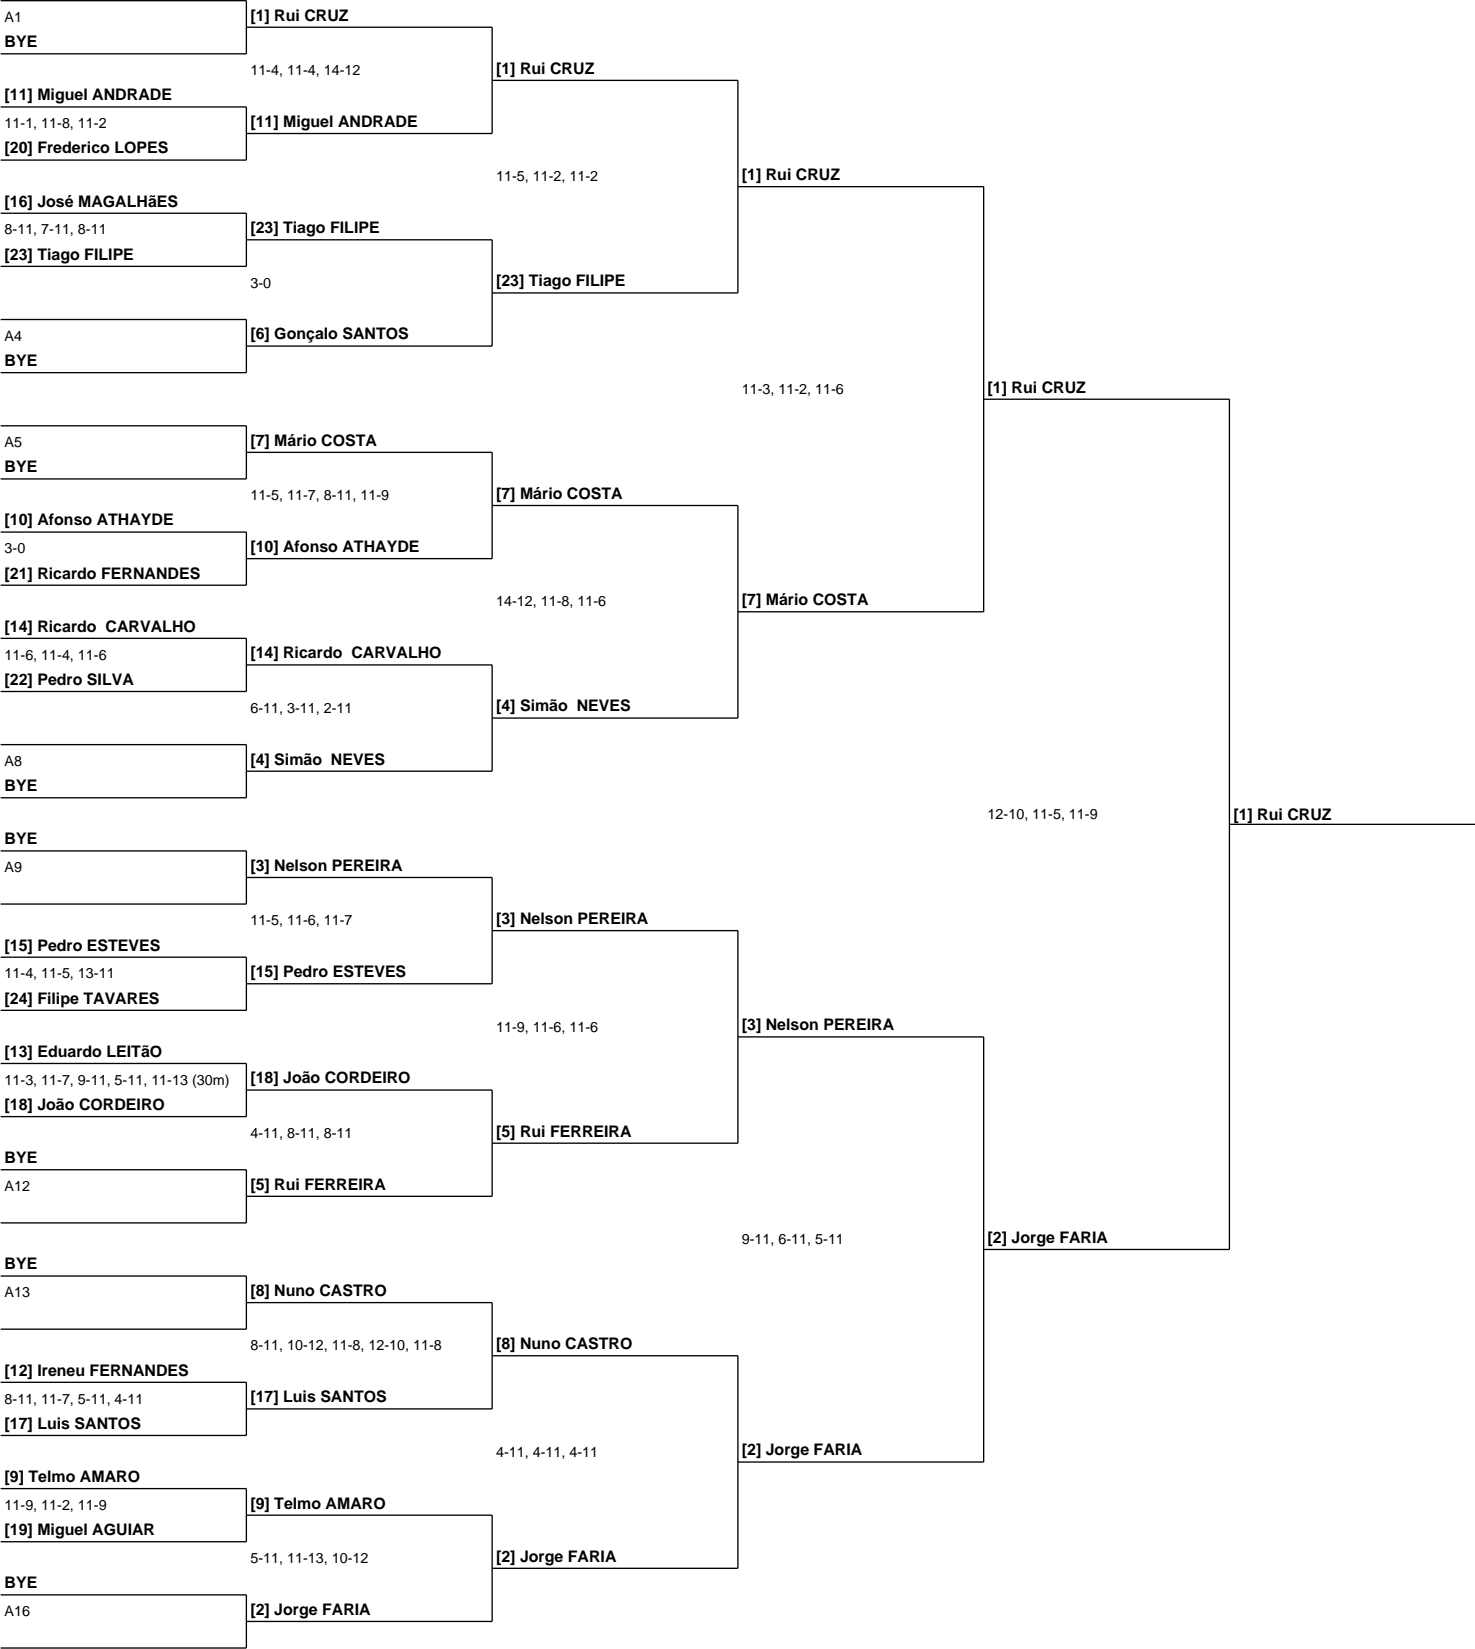 A1
[1] Rui CRUZ
BYE
11-4, 11-4, 14-12
[1] Rui CRUZ
[11] Miguel ANDRADE
11-1, 11-8, 11-2
[11] Miguel ANDRADE
[20] Frederico LOPES
11-5, 11-2, 11-2
[1] Rui CRUZ
[16] José MAGALHãES
8-11, 7-11, 8-11
[23] Tiago FILIPE
[23] Tiago FILIPE
3-0
[23] Tiago FILIPE
A4
[6] Gonçalo SANTOS
BYE
11-3, 11-2, 11-6
[1] Rui CRUZ
A5
[7] Mário COSTA
BYE
11-5, 11-7, 8-11, 11-9
[7] Mário COSTA
[10] Afonso ATHAYDE
3-0
[10] Afonso ATHAYDE
[21] Ricardo FERNANDES
14-12, 11-8, 11-6
[7] Mário COSTA
[14] Ricardo  CARVALHO
11-6, 11-4, 11-6
[14] Ricardo  CARVALHO
[22] Pedro SILVA
6-11, 3-11, 2-11
[4] Simão  NEVES
A8
[4] Simão  NEVES
BYE
12-10, 11-5, 11-9
[1] Rui CRUZ
BYE
A9
[3] Nelson PEREIRA
11-5, 11-6, 11-7
[3] Nelson PEREIRA
[15] Pedro ESTEVES
11-4, 11-5, 13-11
[15] Pedro ESTEVES
[24] Filipe TAVARES
11-9, 11-6, 11-6
[3] Nelson PEREIRA
[13] Eduardo LEITãO
11-3, 11-7, 9-11, 5-11, 11-13 (30m)
[18] João CORDEIRO
[18] João CORDEIRO
4-11, 8-11, 8-11
[5] Rui FERREIRA
BYE
A12
[5] Rui FERREIRA
9-11, 6-11, 5-11
[2] Jorge FARIA
BYE
A13
[8] Nuno CASTRO
8-11, 10-12, 11-8, 12-10, 11-8
[8] Nuno CASTRO
[12] Ireneu FERNANDES
8-11, 11-7, 5-11, 4-11
[17] Luis SANTOS
[17] Luis SANTOS
4-11, 4-11, 4-11
[2] Jorge FARIA
[9] Telmo AMARO
11-9, 11-2, 11-9
[9] Telmo AMARO
[19] Miguel AGUIAR
5-11, 11-13, 10-12
[2] Jorge FARIA
BYE
A16
[2] Jorge FARIA